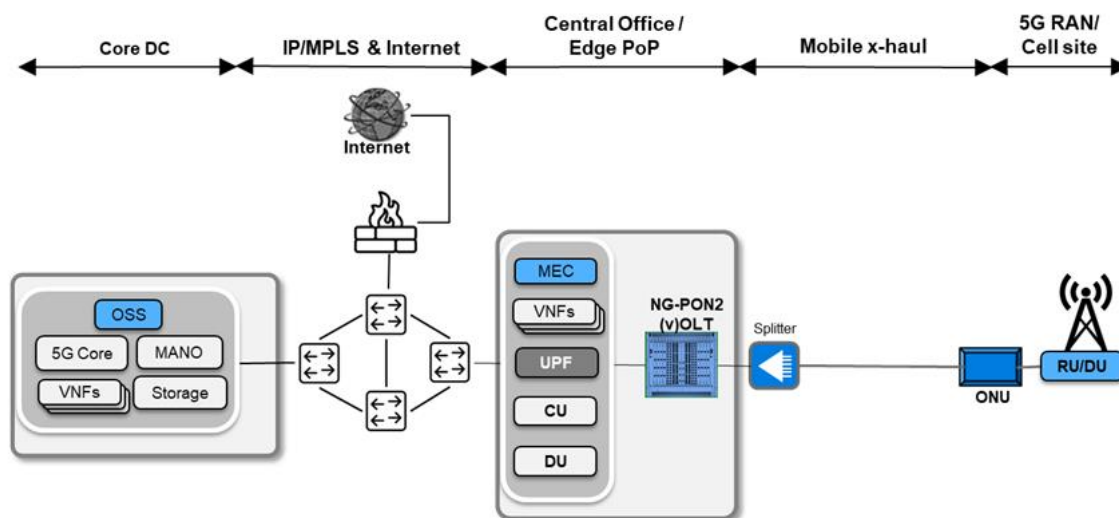 Core DC
IP/MPLS & Internet
Central Office /
Edge PoP
Mobile x-haul
5G RAN/
Cell site
Internet
OSS
5G Core
MANO
VNFs
Storage
MEC
VNFs
UPF
CU
DU
NG-PON2
(v)OLT
Splitter
ONU
RU/DU